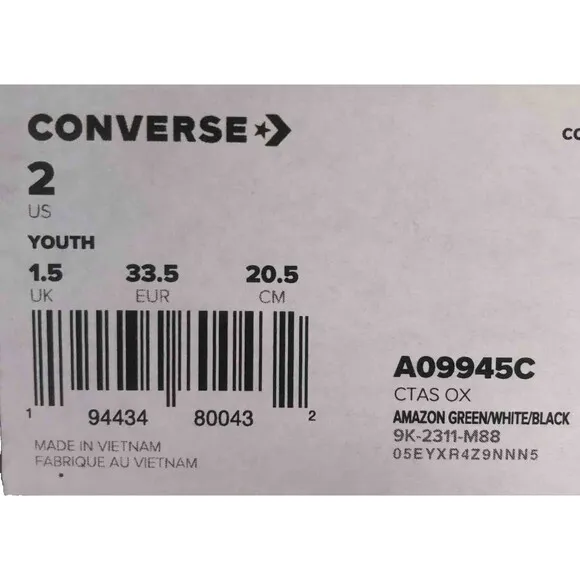 CONVERSE
CO
2
US
YOUTH
1.5 33.5 20.5
UK EUR CM
1 94434 80043 2
MADE IN VIETNAM
FABRIQUE AU VIETNAM
A09945C
CTAS OX
AMAZON GREEN/WHITE/BLACK
9K-2311-M88
05EYXR4Z9NNN5